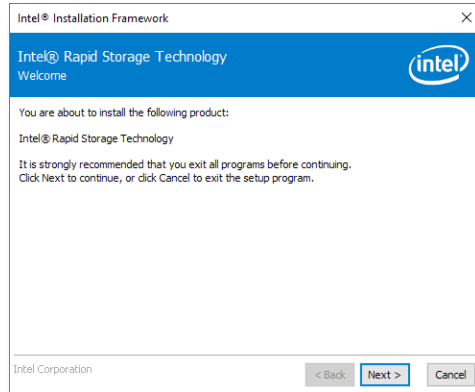 Intel® Installation Framework
Intel® Rapid Storage Technology
Welcome
intel
You are about to install the following product:
Intel® Rapid Storage Technology
It is strongly recommended that you exit all programs before continuing.
Click Next to continue, or click Cancel to exit the setup program.
Intel Corporation
< Back Next > Cancel